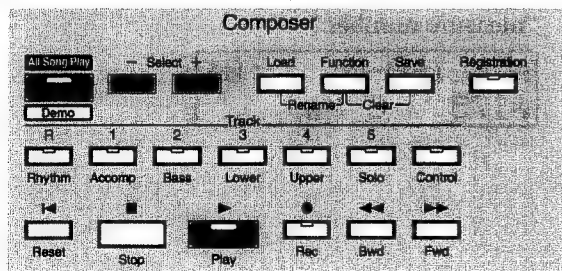 Composer
All Song Play
− Select +
Load Function Save Registration
Rename Clear
Demo
Track
R 1 2 3 4 5
Rhythm Accomp Bass Lower Upper Solo Control
Reset Stop Play Rec Bwd Fwd